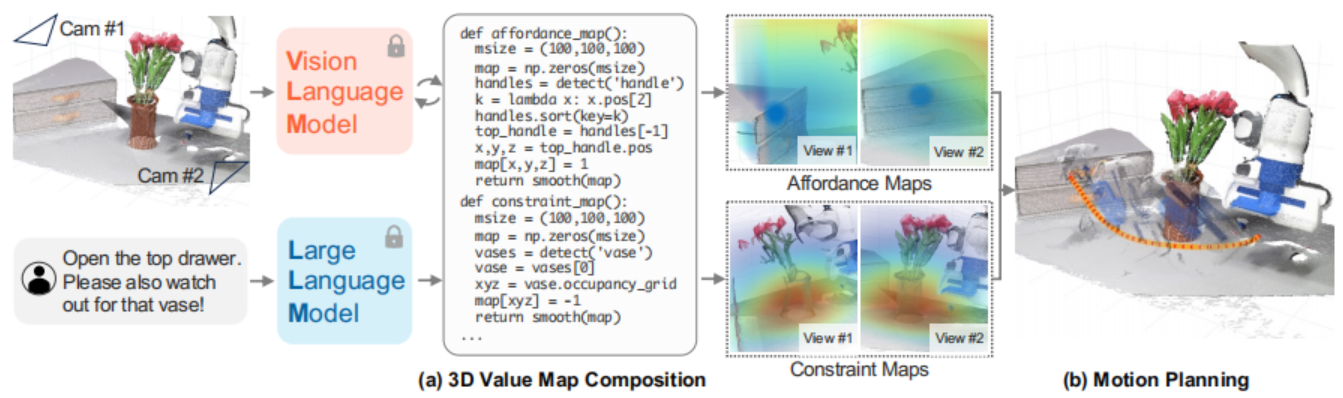 Cam #1
Cam #2
Open the top drawer.
Please also watch
out for that vase!
Vision
Language
Model
Large
Language
Model
def affordance_map():
  msize = (100,100,100)
  map = np.zeros(msize)
  handles = detect('handle')
  k = lambda x: x.pos[2]
  handles.sort(key=k)
  top_handle = handles[-1]
  x,y,z = top_handle.pos
  map[x,y,z] = 1
  return smooth(map)
def constraint_map():
  msize = (100,100,100)
  map = np.zeros(msize)
  vases = detect('vase')
  vase = vases[0]
  xyz = vase.occupancy_grid
  map[xyz] = -1
  return smooth(map)
...
View #1
View #2
Affordance Maps
View #1
View #2
Constraint Maps
(a) 3D Value Map Composition
(b) Motion Planning